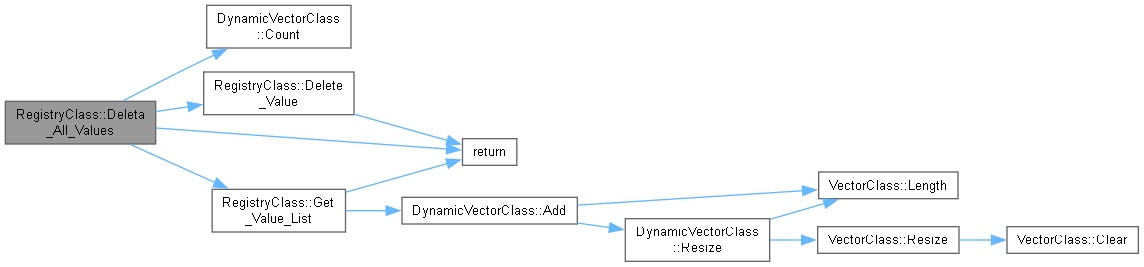 DynamicVectorClass
::Count
RegistryClass::Delete
_Value
RegistryClass::Deleta
_All_Values
return
RegistryClass::Get
_Value_List
DynamicVectorClass::Add
VectorClass::Length
DynamicVectorClass
::Resize
VectorClass::Resize
VectorClass::Clear